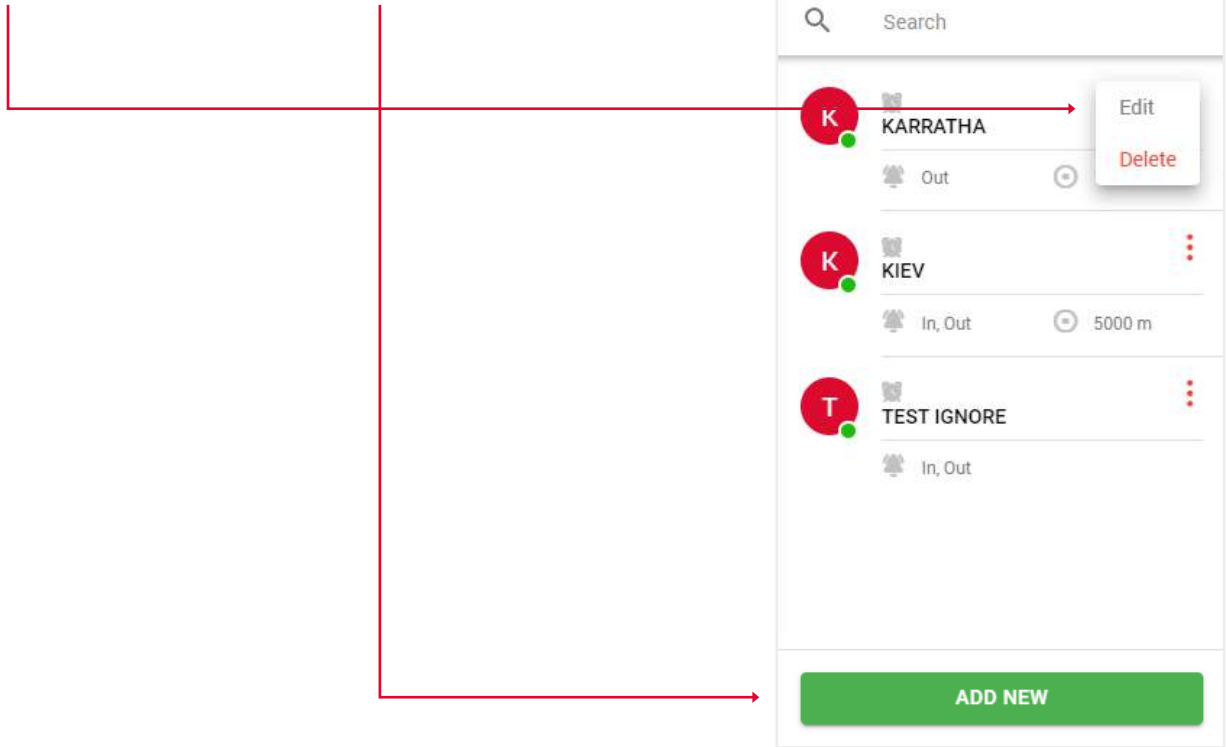 Search
K
KARRATHA
Edit
Delete
Out
K
KIEV
In, Out
5000 m
T
TEST IGNORE
In, Out
ADD NEW